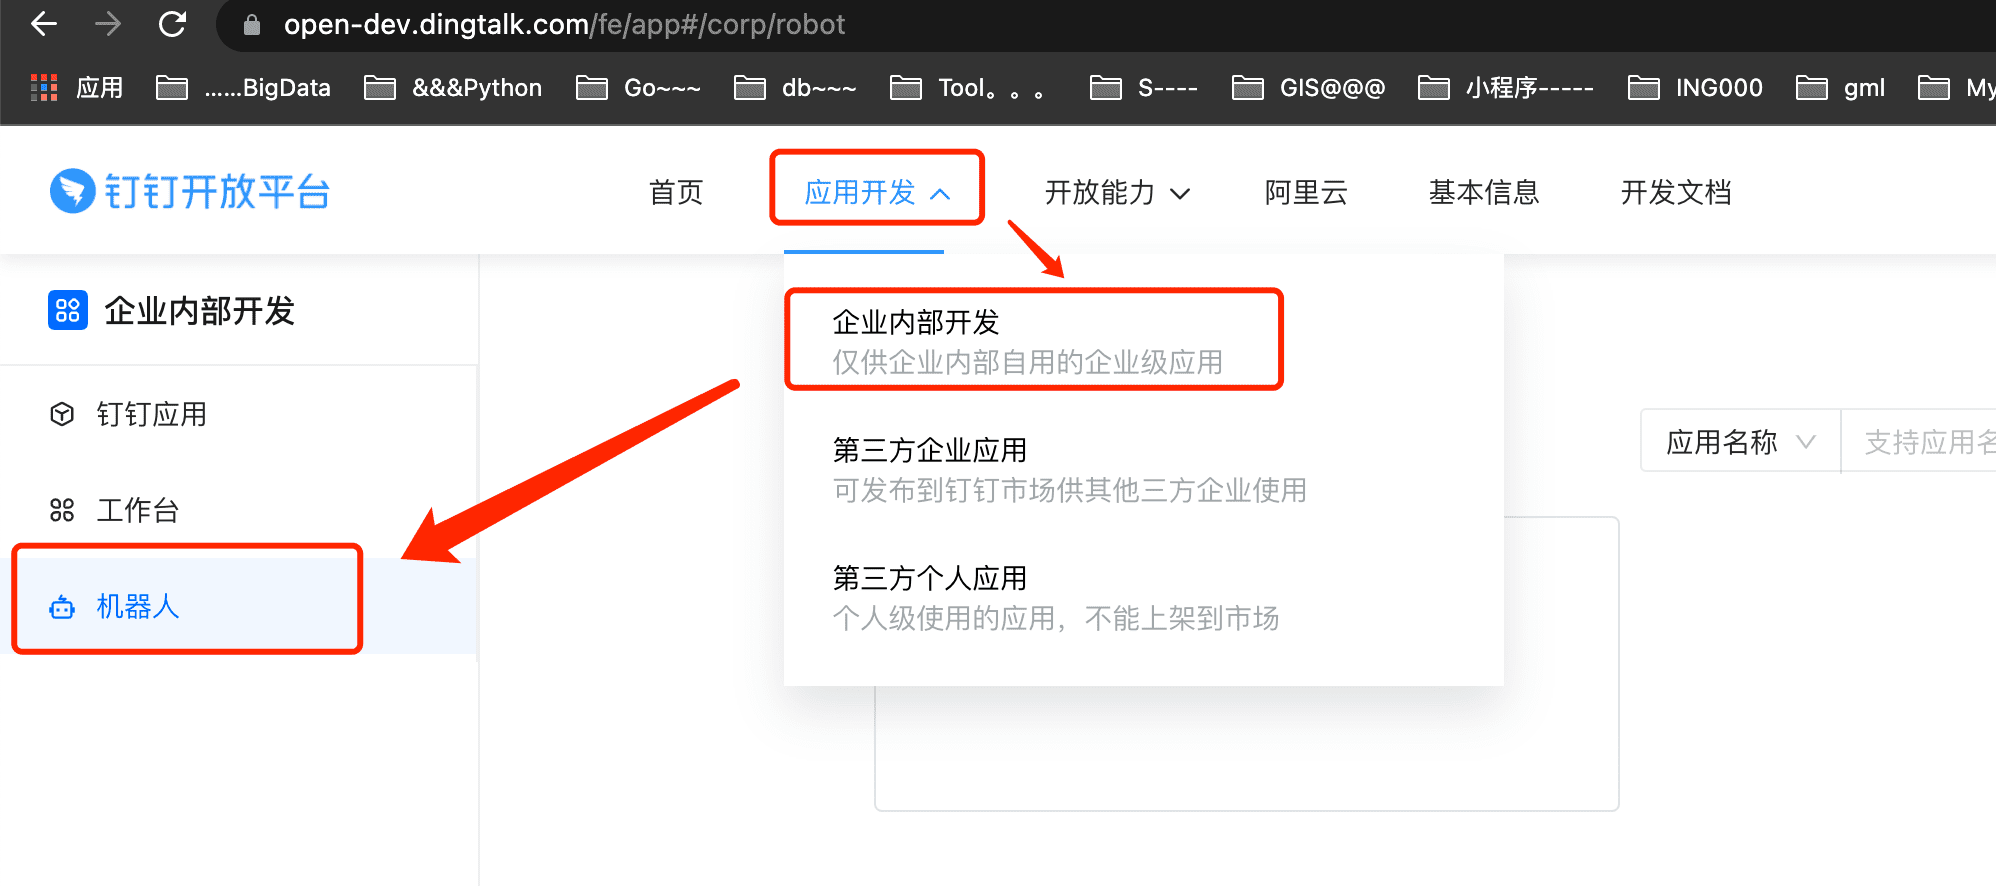 open-dev.dingtalk.com/fe/app#/corp/robot
应用 ......BigData &&&Python Go~~~ db~~~ Tool。。。 S---- GIS@@@ 小程序----- ING000 gml My
钉钉开放平台 首页 应用开发 开放能力 阿里云 基本信息 开发文档
企业内部开发
钉钉应用
工作台
机器人
企业内部开发
仅供企业内部自用的企业级应用
第三方企业应用
可发布到钉钉市场供其他三方企业使用
第三方个人应用
个人级使用的应用，不能上架到市场
应用名称 支持应用名